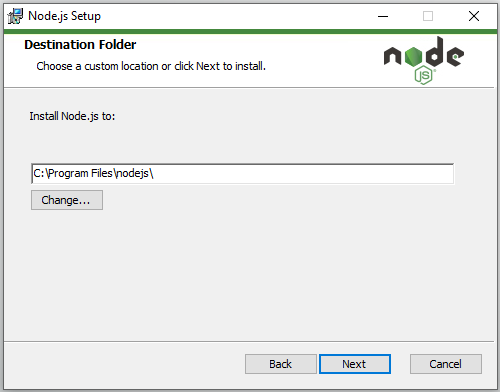 Node.js Setup
Destination Folder
Choose a custom location or click Next to install.
node
JS
Install Node.js to:
C:\Program Files\nodejs\
Change...
Back
Next
Cancel